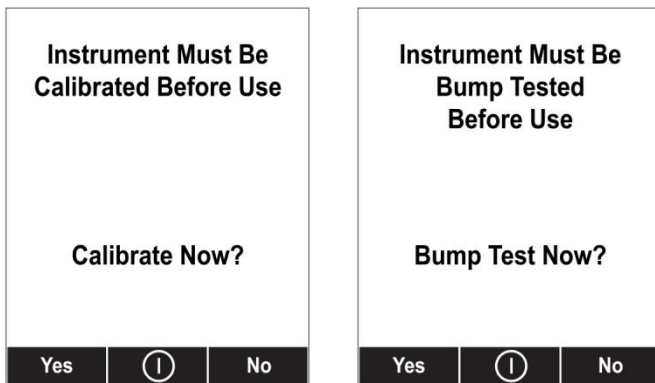 Instrument Must Be
Calibrated Before Use
Calibrate Now?
Yes No
Instrument Must Be
Bump Tested
Before Use
Bump Test Now?
Yes No